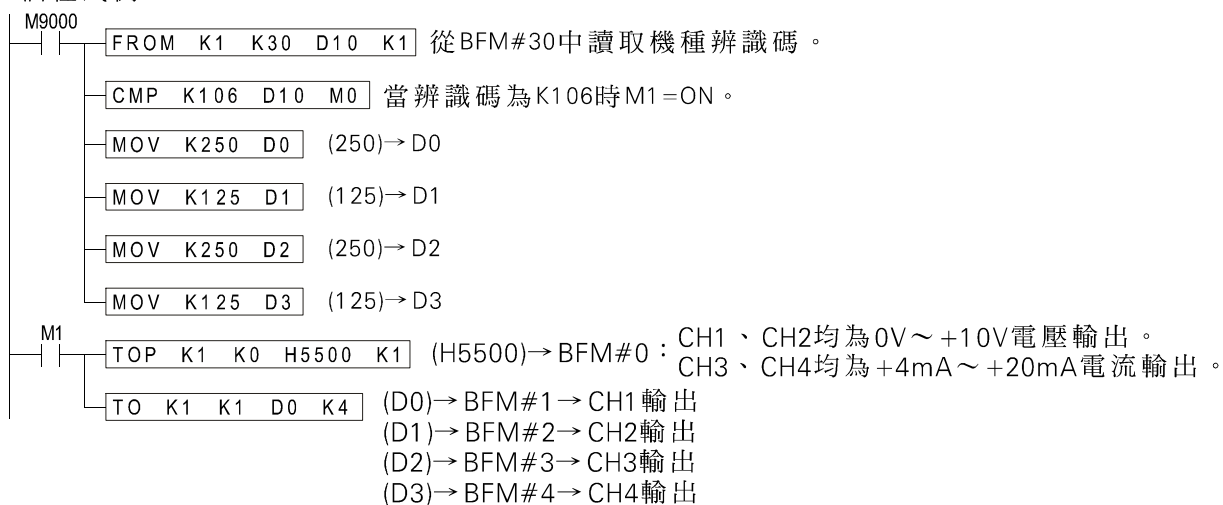 M9000
FROM K1 K30 D10 K1 從BFM#30中讀取機種辨識碼。
CMP K106 D10 M0 當辨識碼為K106時M1=ON。
MOV K250 D0 (250)→D0
MOV K125 D1 (125)→D1
MOV K250 D2 (250)→D2
MOV K125 D3 (125)→D3
M1
TOP K1 K0 H5500 K1 (H5500)→BFM#0：CH1、CH2均為0V～+10V電壓輸出。
CH3、CH4均為+4mA～+20mA電流輸出。
TO K1 K1 D0 K4 (D0)→BFM#1→CH1輸出
(D1)→BFM#2→CH2輸出
(D2)→BFM#3→CH3輸出
(D3)→BFM#4→CH4輸出